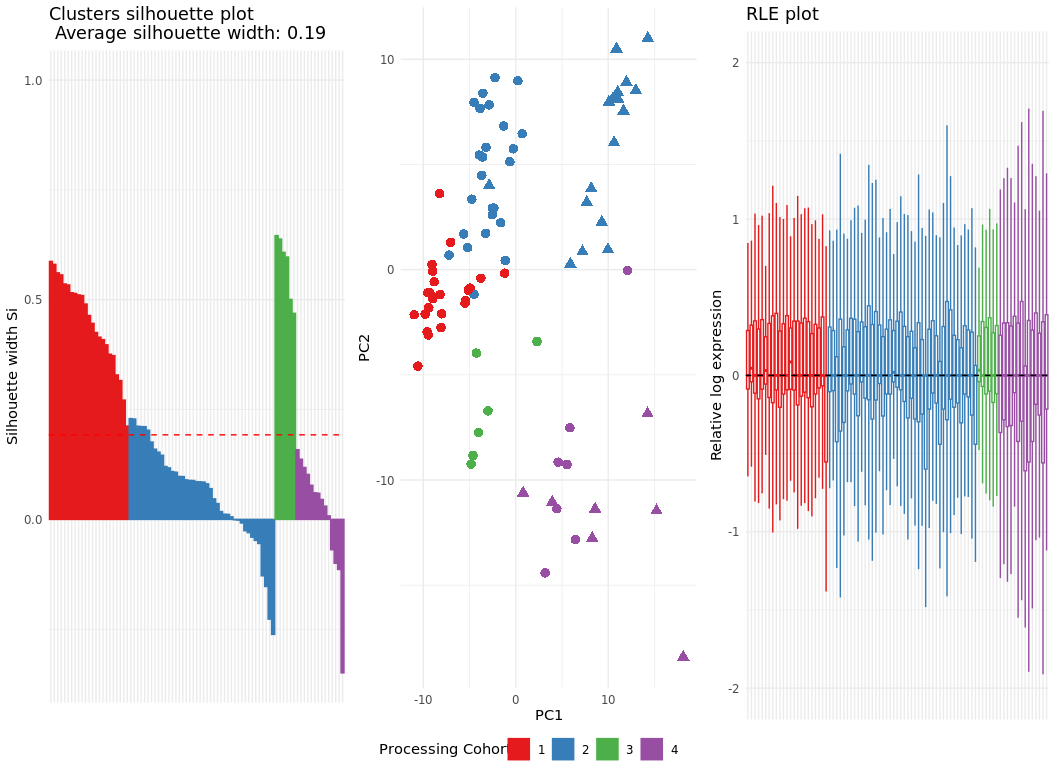 Clusters silhouette plot
Average silhouette width: 0.19
Silhouette width Si
1.0
0.5
0.0
PC2
10
0
-10
-10
0
10
PC1
RLE plot
Relative log expression
2
1
0
-1
-2
Processing Cohort
1
2
3
4